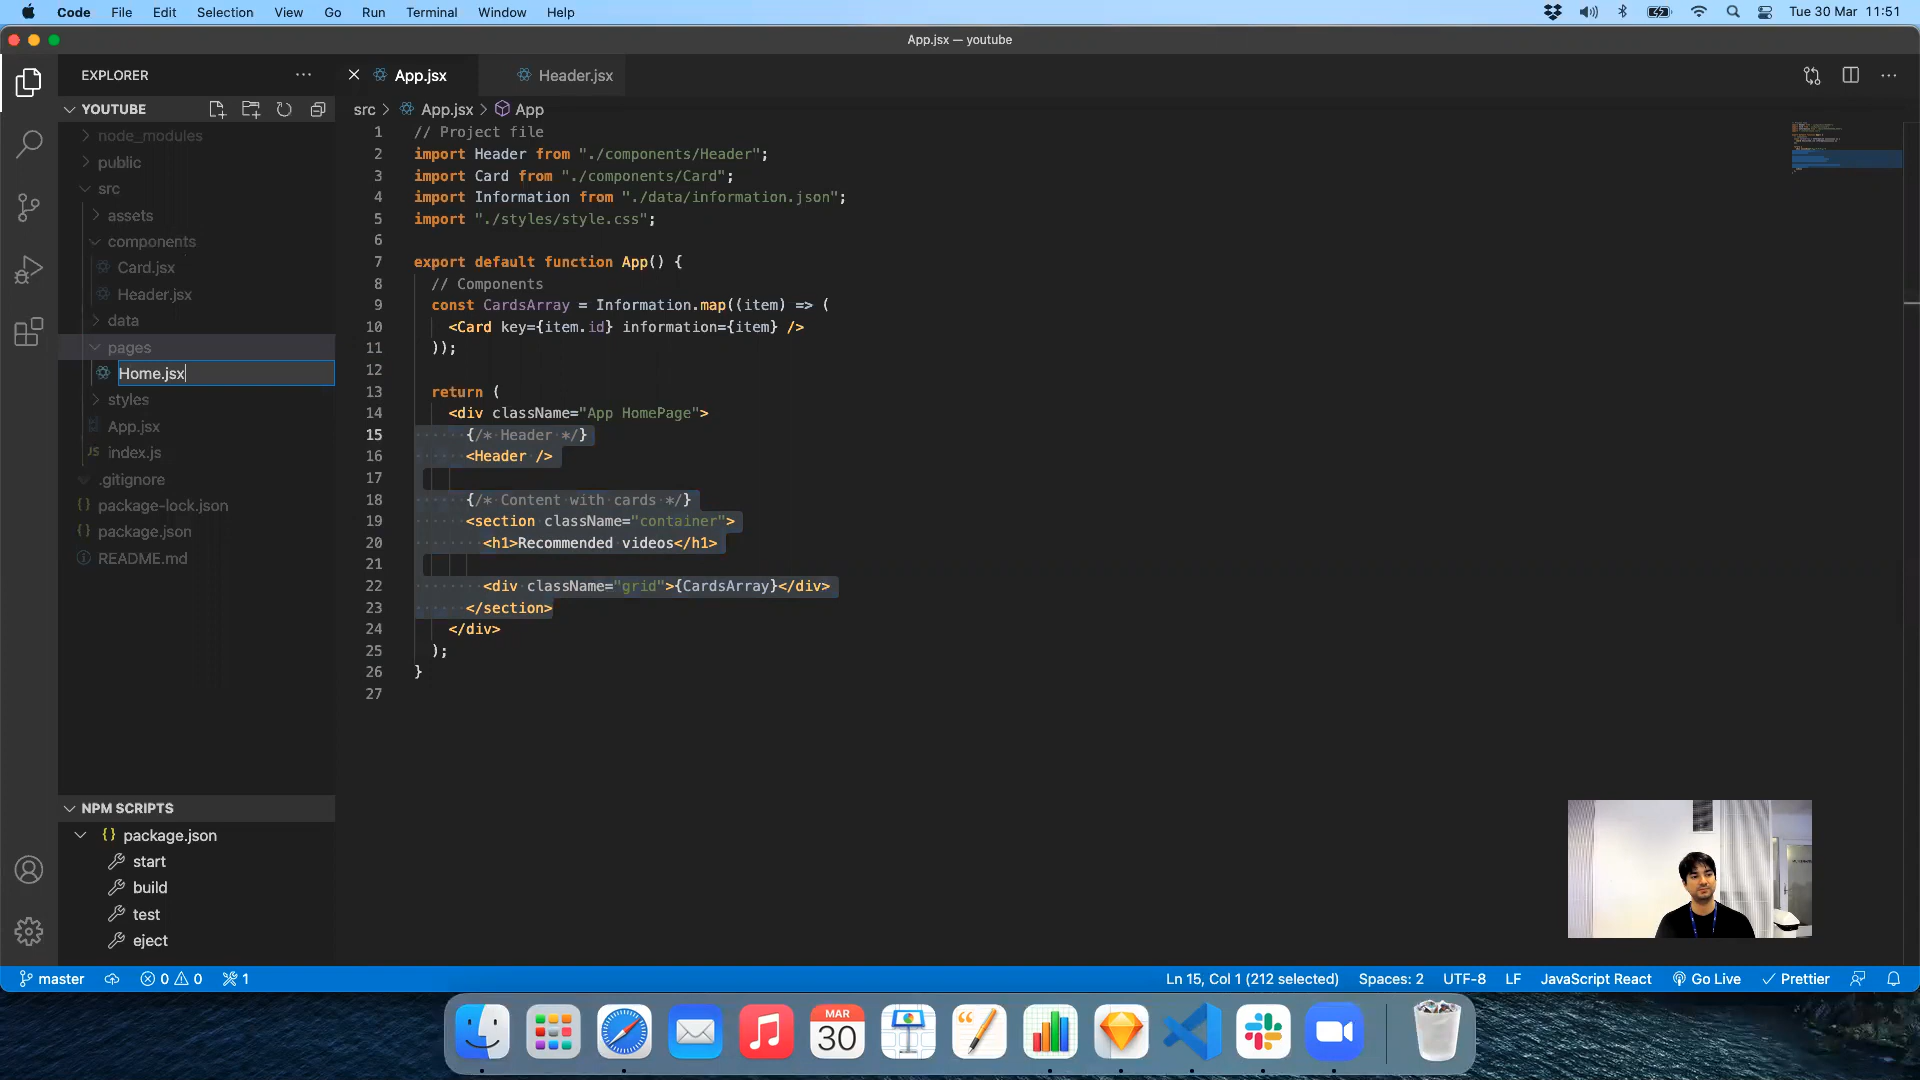 Code File Edit Selection View Go Run Terminal Window Help Tue 30 Mar 11:51
App.jsx — youtube
EXPLORER
App.jsx
Header.jsx
YOUTUBE
src > App.jsx > App
node_modules
public
src
assets
components
Card.jsx
Header.jsx
data
pages
Home.jsx
styles
App.jsx
JS index.js
.gitignore
{} package-lock.json
{} package.json
README.md
1 // Project file
2 import Header from "./components/Header";
3 import Card from "./components/Card";
4 import Information from "./data/information.json";
5 import "./styles/style.css";
6
7 export default function App() {
8 // Components
9 const CardsArray = Information.map((item) => (
10 <Card key={item.id} information={item} />
11 ));
12
13 return (
14 <div className="App HomePage">
15 {/* Header */}
16 <Header />
17
18 {/* Content with cards */}
19 <section className="container">
20 <h1>Recommended videos</h1>
21
22 <div className="grid">{CardsArray}</div>
23 </section>
24 </div>
25 );
26 }
27
NPM SCRIPTS
{} package.json
start
build
test
eject
master 0 0 1 Ln 15, Col 1 (212 selected) Spaces: 2 UTF-8 LF JavaScript React Go Live Prettier
MAR
30